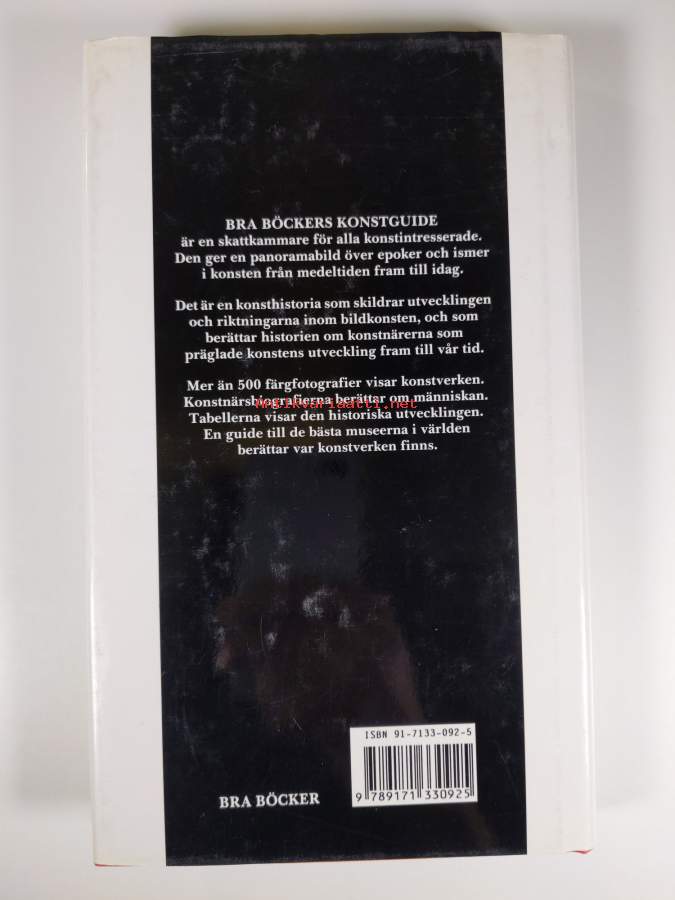 BRA BÖCKERS KONSTGUIDE
är en skattkammare för alla konstintresserade.
Den ger en panoramabild över epoker och ismer
i konsten från medeltiden fram till idag.
Det är en konsthistoria som skildrar utvecklingen
och riktningarna inom bildkonsten, och som
berättar historien om konstnärerna som
präglade konstens utveckling fram till vår tid.
Mer än 500 färgfotografier visar konstverken.
Konstnärsbiografierna berättar om människan.
Antikvariaatti.net
Tabellerna visar den historiska utvecklingen.
En guide till de bästa museerna i världen
berättar var konstverken finns.
ISBN 91-7133-092-5
9 789171 330925
BRA BÖCKER